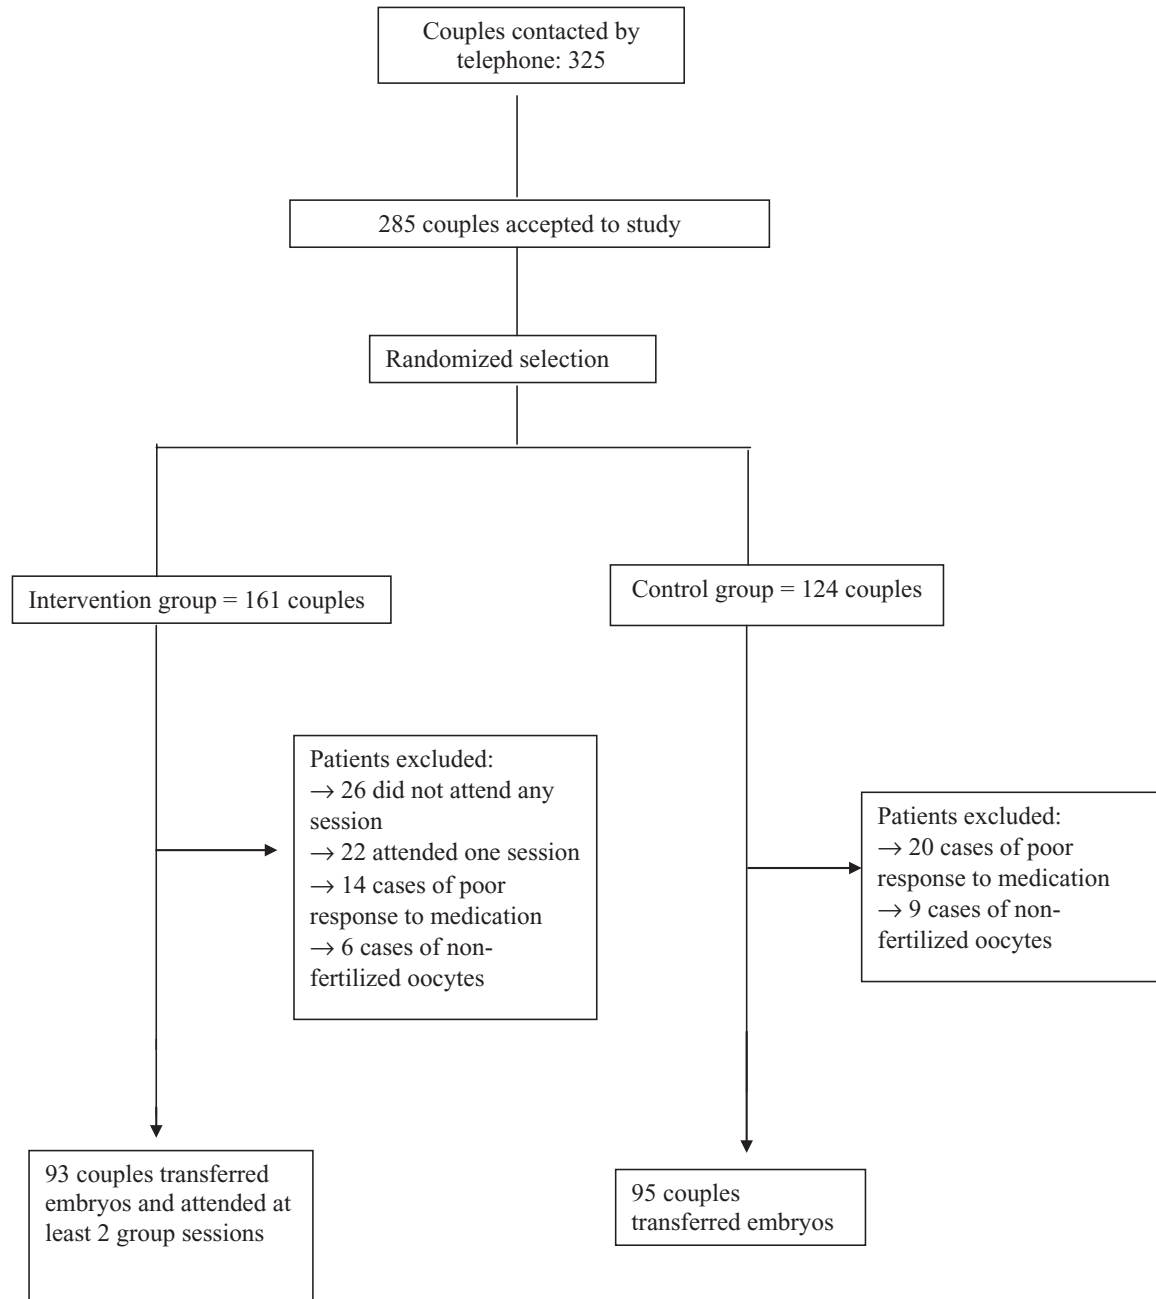 Couples contacted by
telephone: 325
285 couples accepted to study
Randomized selection
Intervention group = 161 couples
Control group = 124 couples
Patients excluded:
→ 26 did not attend any
session
→ 22 attended one session
→ 14 cases of poor
response to medication
→ 6 cases of non-
fertilized oocytes
Patients excluded:
→ 20 cases of poor
response to medication
→ 9 cases of non-
fertilized oocytes
93 couples transferred
embryos and attended at
least 2 group sessions
95 couples
transferred embryos